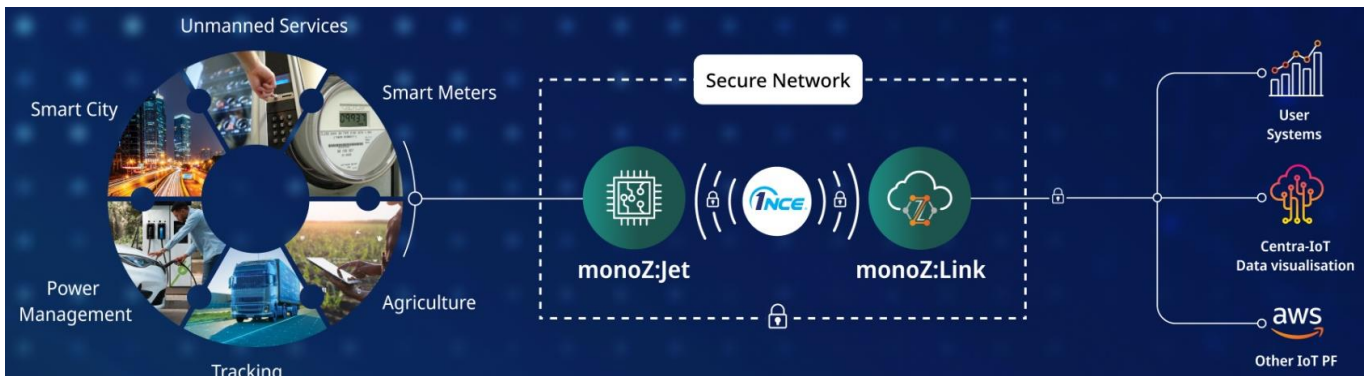 Unmanned Services
Smart City
Smart Meters
Power
Management
Agriculture
Tracking
Secure Network
monoZ:Jet
1NCE
monoZ:Link
User
Systems
Centra-IoT
Data visualisation
aws
Other IoT PF